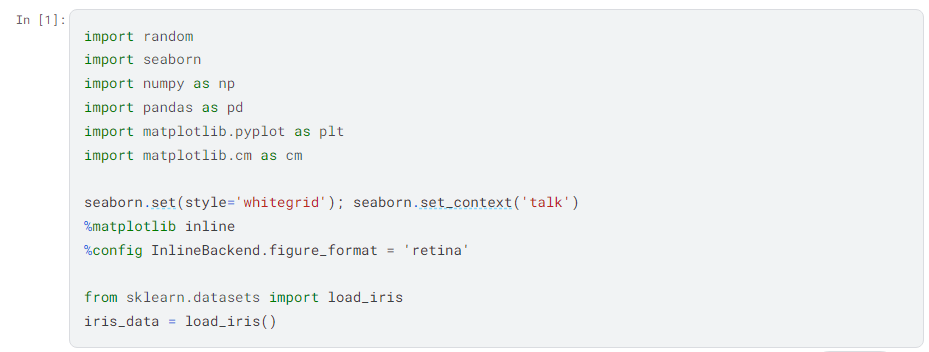 In [1]:
import random
import seaborn
import numpy as np
import pandas as pd
import matplotlib.pyplot as plt
import matplotlib.cm as cm
seaborn.set(style='whitegrid'); seaborn.set_context('talk')
%matplotlib inline
%config InlineBackend.figure_format = 'retina'
from sklearn.datasets import load_iris
iris_data = load_iris()